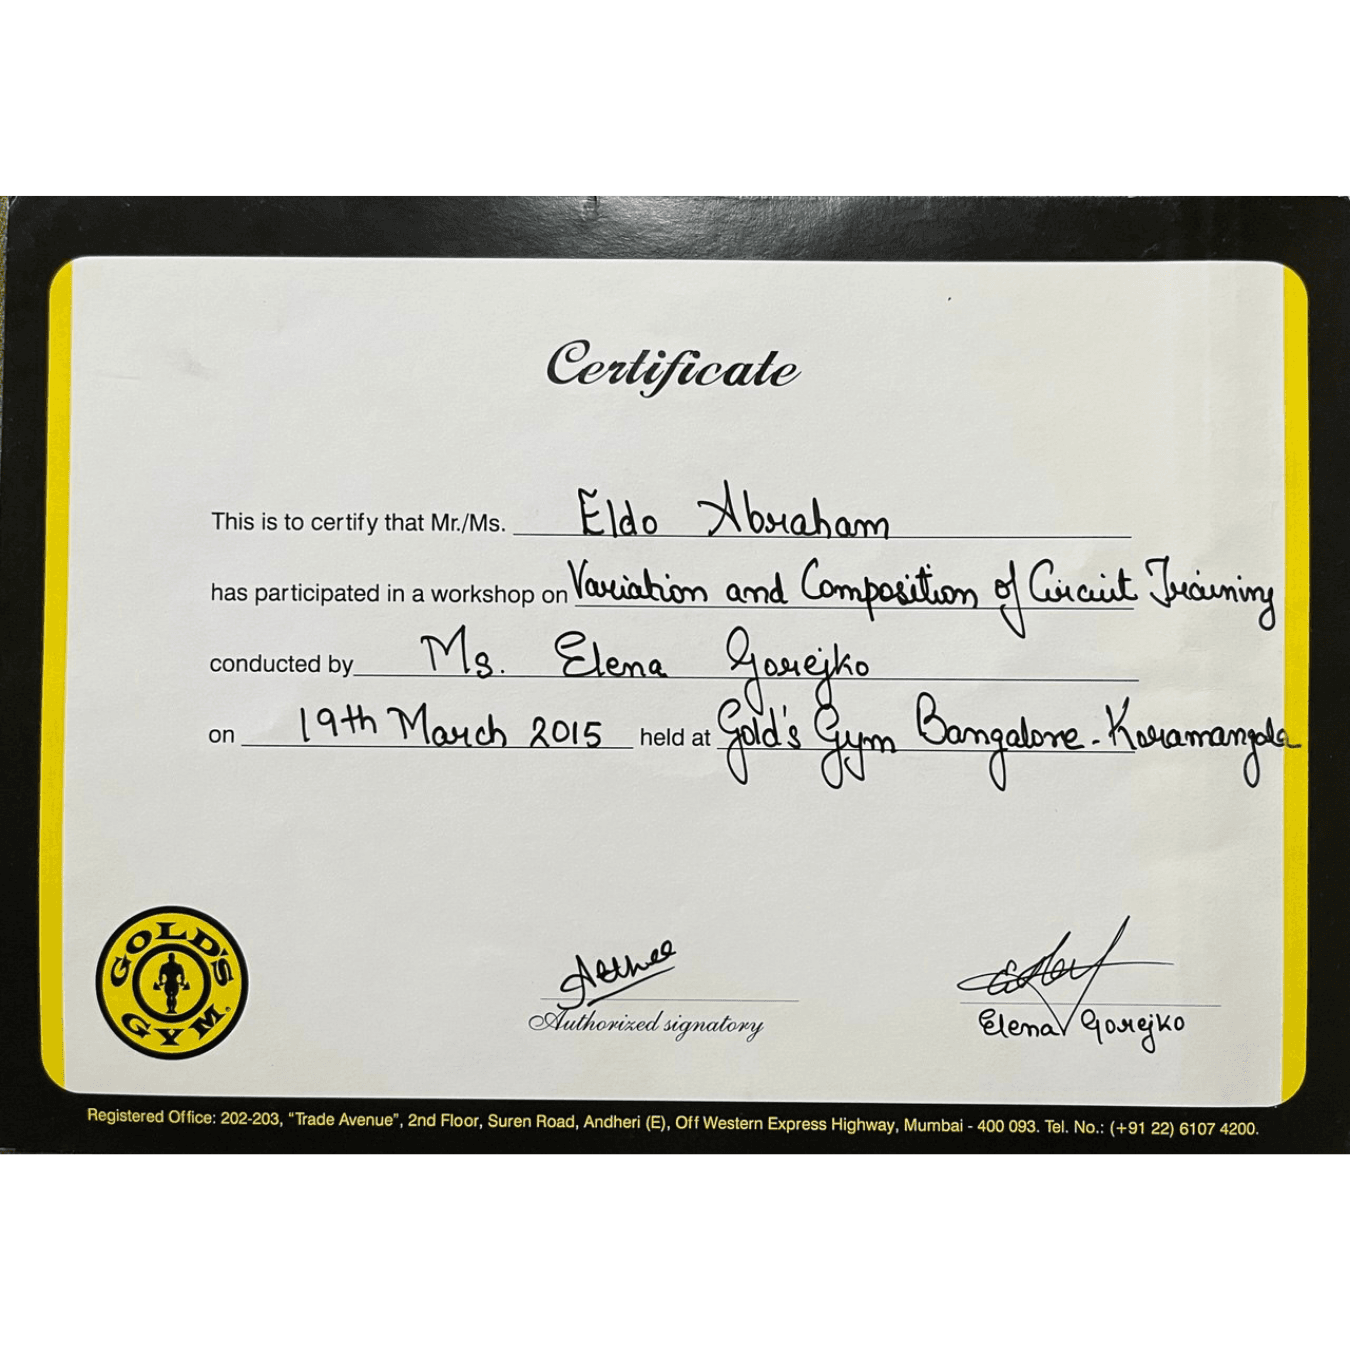 Certificate
This is to certify that Mr./Ms. Eldo Abraham
has participated in a workshop on Variation and Composition of Circuit Training
conducted by Ms. Elena Gorejko
on 19th March 2015 held at Gold's Gym Bangalore - Koramangala
GOLD'S GYM.
Authorized signatory
Elena Gorejko
Registered Office: 202-203, “Trade Avenue”, 2nd Floor, Suren Road, Andheri (E), Off Western Express Highway, Mumbai - 400 093. Tel. No.: (+91 22) 6107 4200.